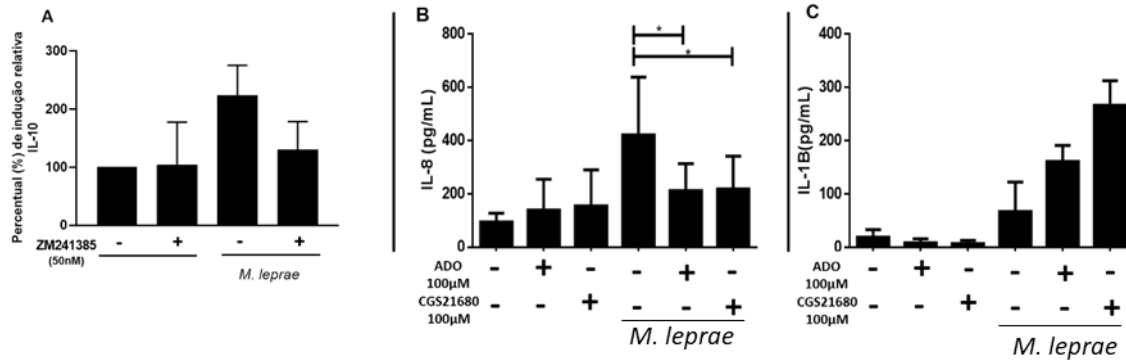 A
Percentual (%) de indução relativa
IL-10
300
200
100
0
ZM241385
(50nM)
- + - +
M. leprae
B
IL-8 (pg/mL)
800
600
400
200
0
*
*
ADO
100µM
- + - - + -
CGS21680
100µM
- - + - - +
M. leprae
C
IL-1B(pg/mL)
400
300
200
100
0
ADO
100µM
- + - - + -
CGS21680
100µM
- - + - - +
M. leprae